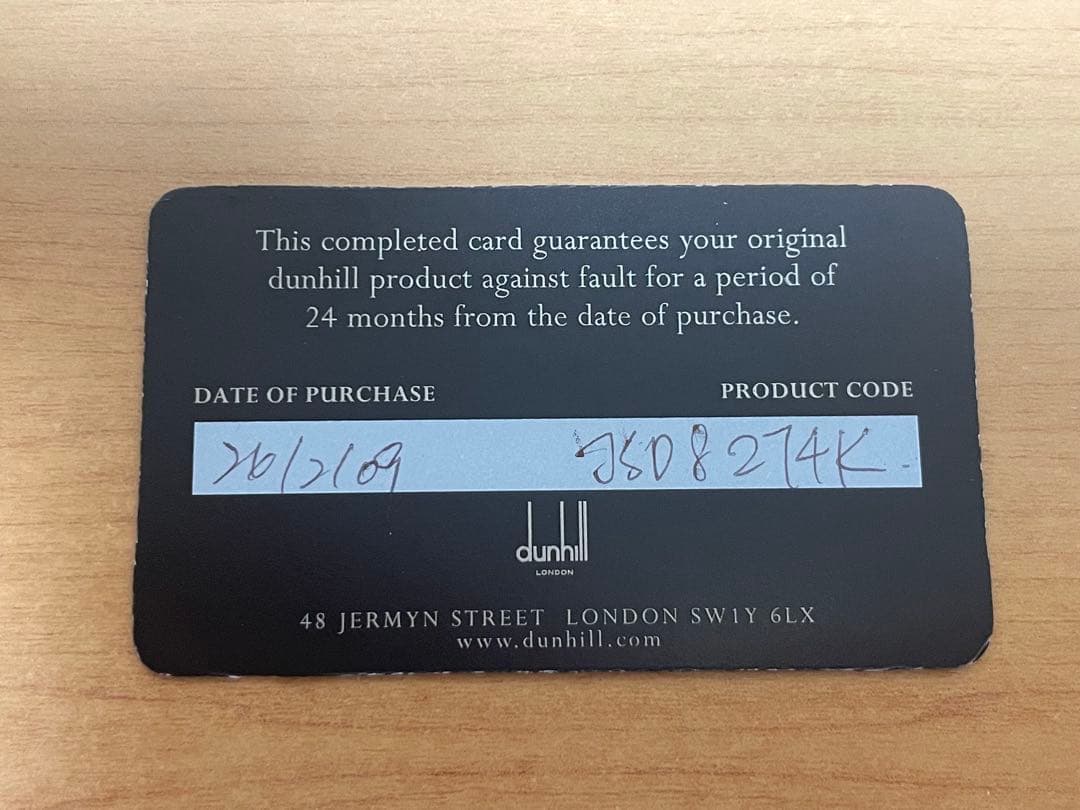 This completed card guarantees your original
dunhill product against fault for a period of
24 months from the date of purchase.
DATE OF PURCHASE PRODUCT CODE
26/2/09 JSD8274K.
dunhill
LONDON
48 JERMYN STREET LONDON SW1Y 6LX
www.dunhill.com